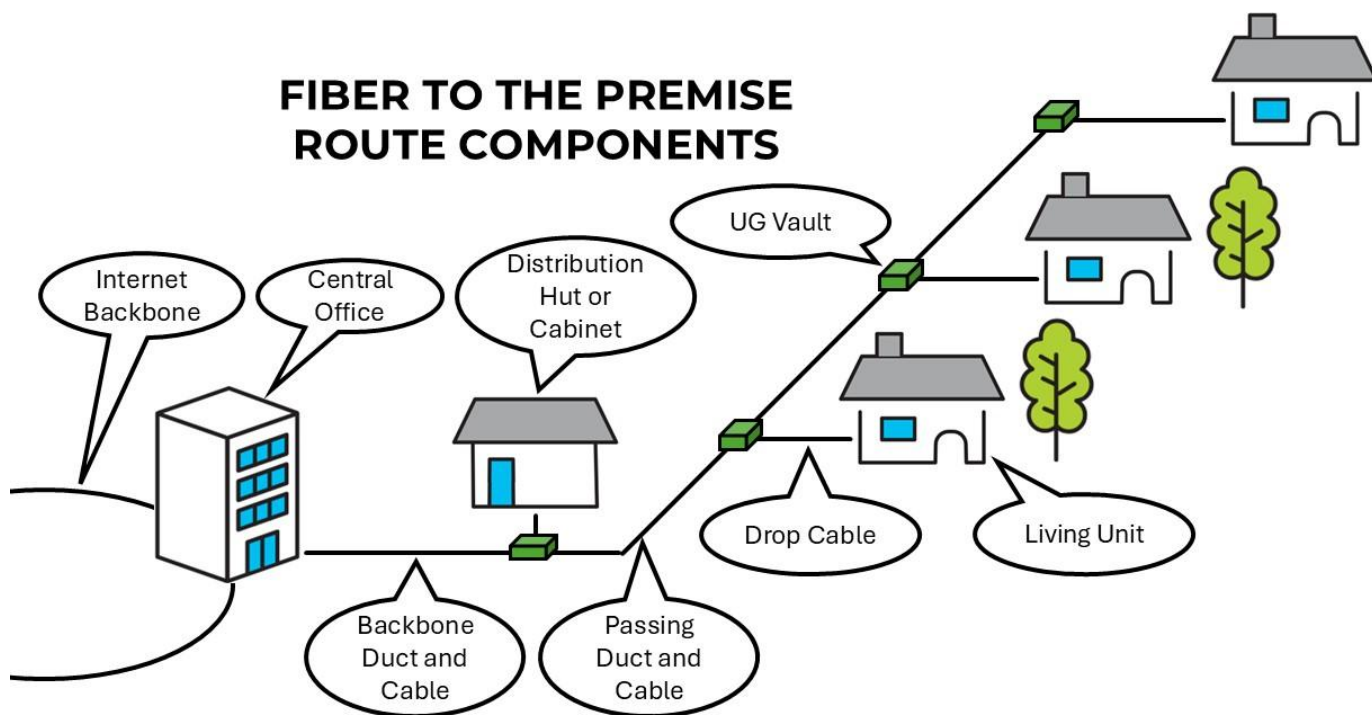 FIBER TO THE PREMISE
ROUTE COMPONENTS
UG Vault
Internet
Backbone
Central
Office
Distribution
Hut or
Cabinet
Drop Cable
Living Unit
Backbone
Duct and
Cable
Passing
Duct and
Cable